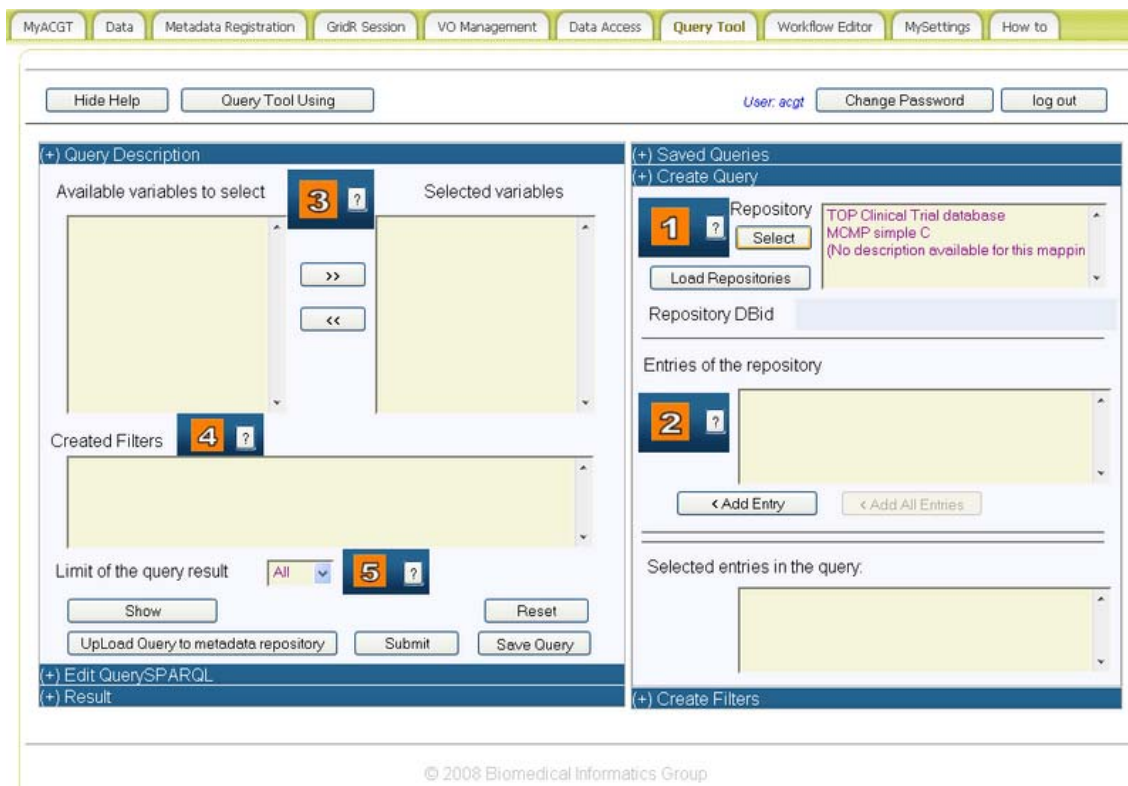 MyACGT Data Metadata Registration GridR Session VO Management Data Access Query Tool Workflow Editor MySettings How to
Hide Help Query Tool Using User: acgt Change Password log out
(+) Query Description
Available variables to select 3 ? Selected variables
>>
<<
Created Filters 4 ?
Limit of the query result All 5 ?
Show Reset
UpLoad Query to metadata repository Submit Save Query
(+) Edit QuerySPARQL
(+) Result
(+) Saved Queries
(+) Create Query
1 ? Repository
Select
Load Repositories
TOP Clinical Trial database
MCMP simple C
(No description available for this mappin
Repository DBid
Entries of the repository
2 ?
< Add Entry < Add All Entries
Selected entries in the query:
(+) Create Filters
© 2008 Biomedical Informatics Group